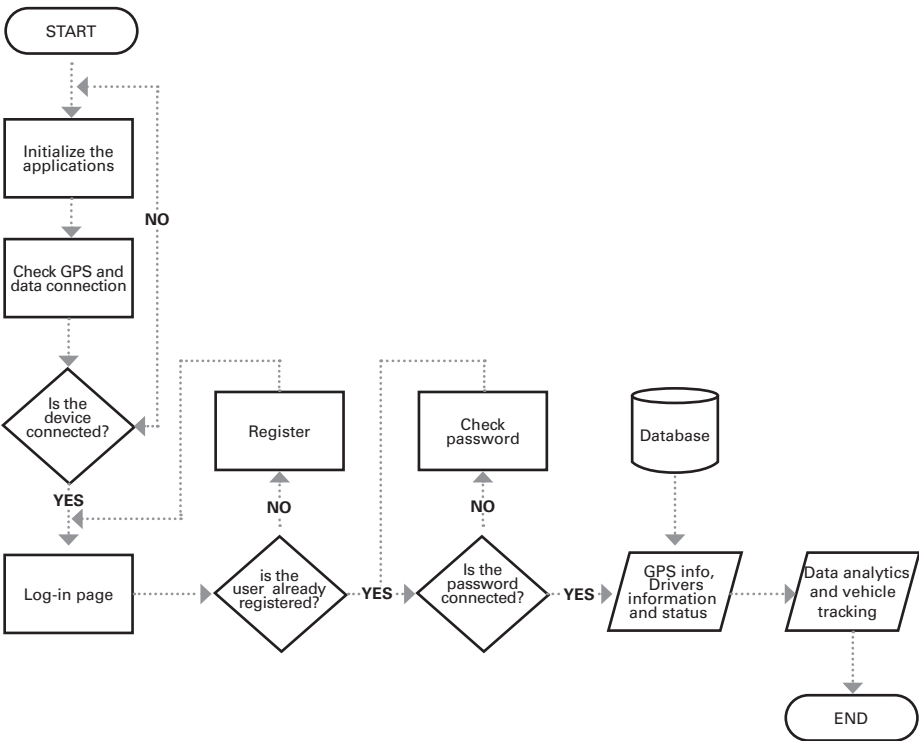 START
Initialize the
applications
NO
Check GPS and
data connection
Is the
device
connected?
YES
Log-in page
Register
NO
is the
user already
registered?
YES
Check
password
NO
Is the
password
connected?
YES
Database
GPS info,
Drivers
information
and status
Data analytics
and vehicle
tracking
END